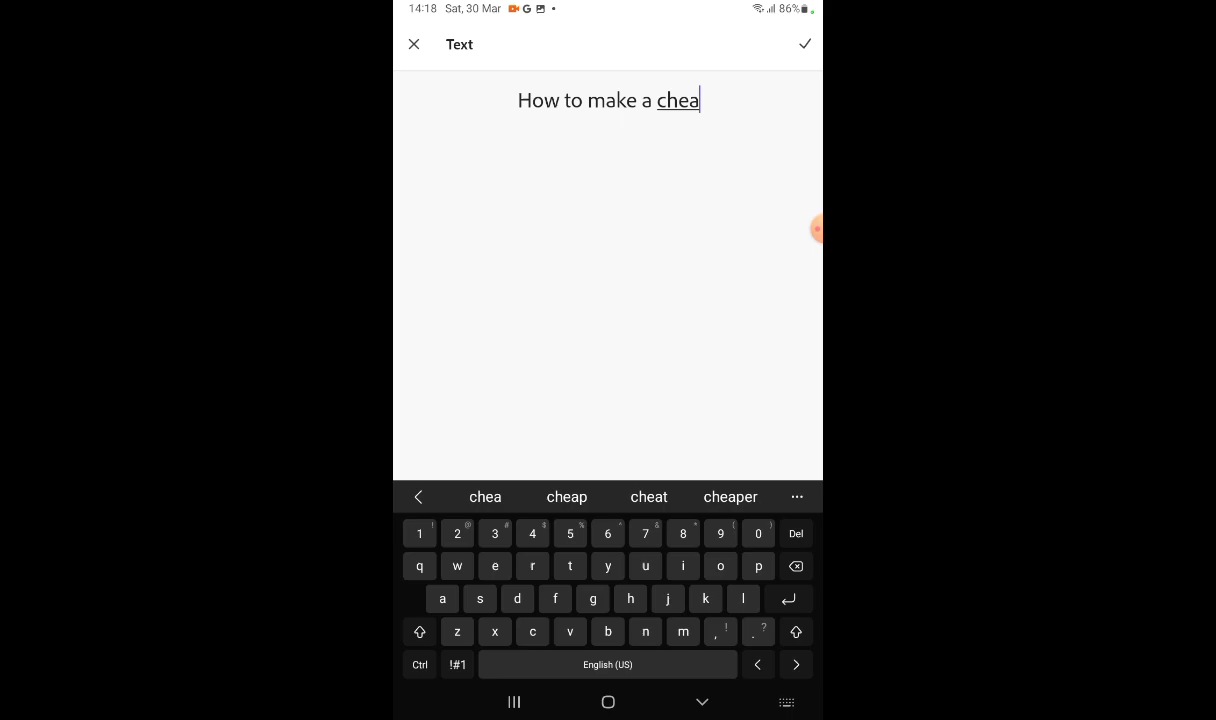 14:18 Sat, 30 Mar G 86%
Text
How to make a chea
chea cheap cheat cheaper
1 ! 2 @ 3 # 4 $ 5 % 6 ^ 7 & 8 * 9 ( 0 ) Del
q w e r t y u i o p
a s d f g h j k l
z x c v b n m , ! . ?
Ctrl !#1 English (US) < >